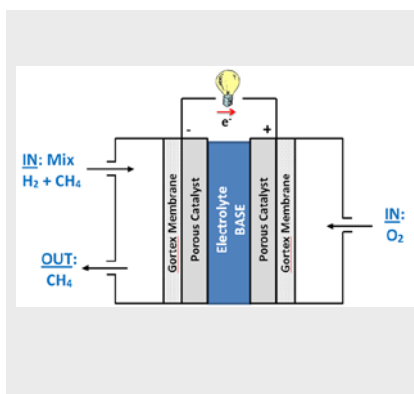 e-
-
+
IN: Mix
H2 + CH4
OUT:
CH4
Gortex Membrane
Porous Catalyst
Electrolyte
BASE
Porous Catalyst
Gortex Membrane
IN:
O2